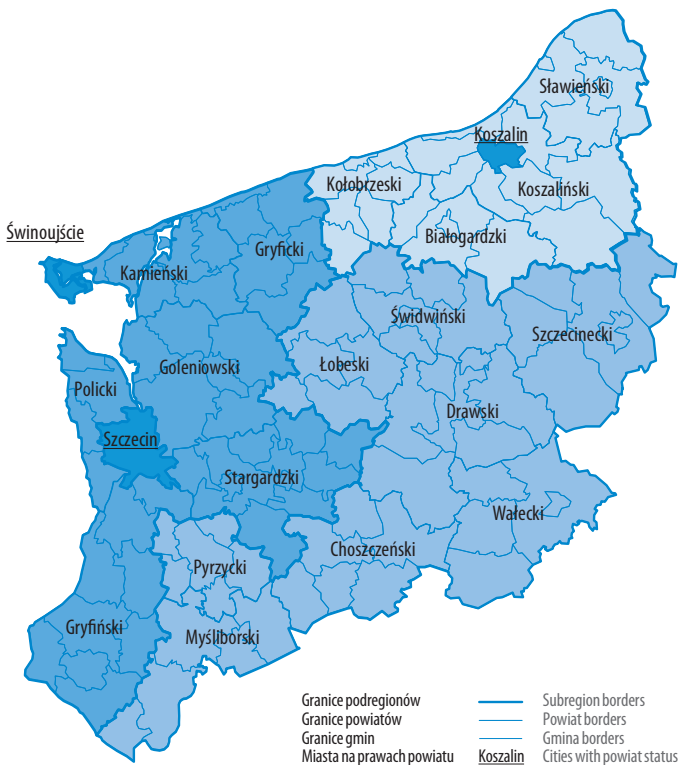 Sławieński
Koszalin
Kołobrzeski
Koszaliński
Białogardzki
Świnoujście
Gryficki
Kamieński
Świdwiński
Szczecinecki
Goleniowski
Łobeski
Policki
Drawski
Szczecin
Stargardzki
Wałecki
Choszczeński
Pyrzycki
Gryfiński
Myśliborski
Granice podregionów Subregion borders
Granice powiatów Powiat borders
Granice gmin Gmina borders
Miasta na prawach powiatu Koszalin Cities with powiat status